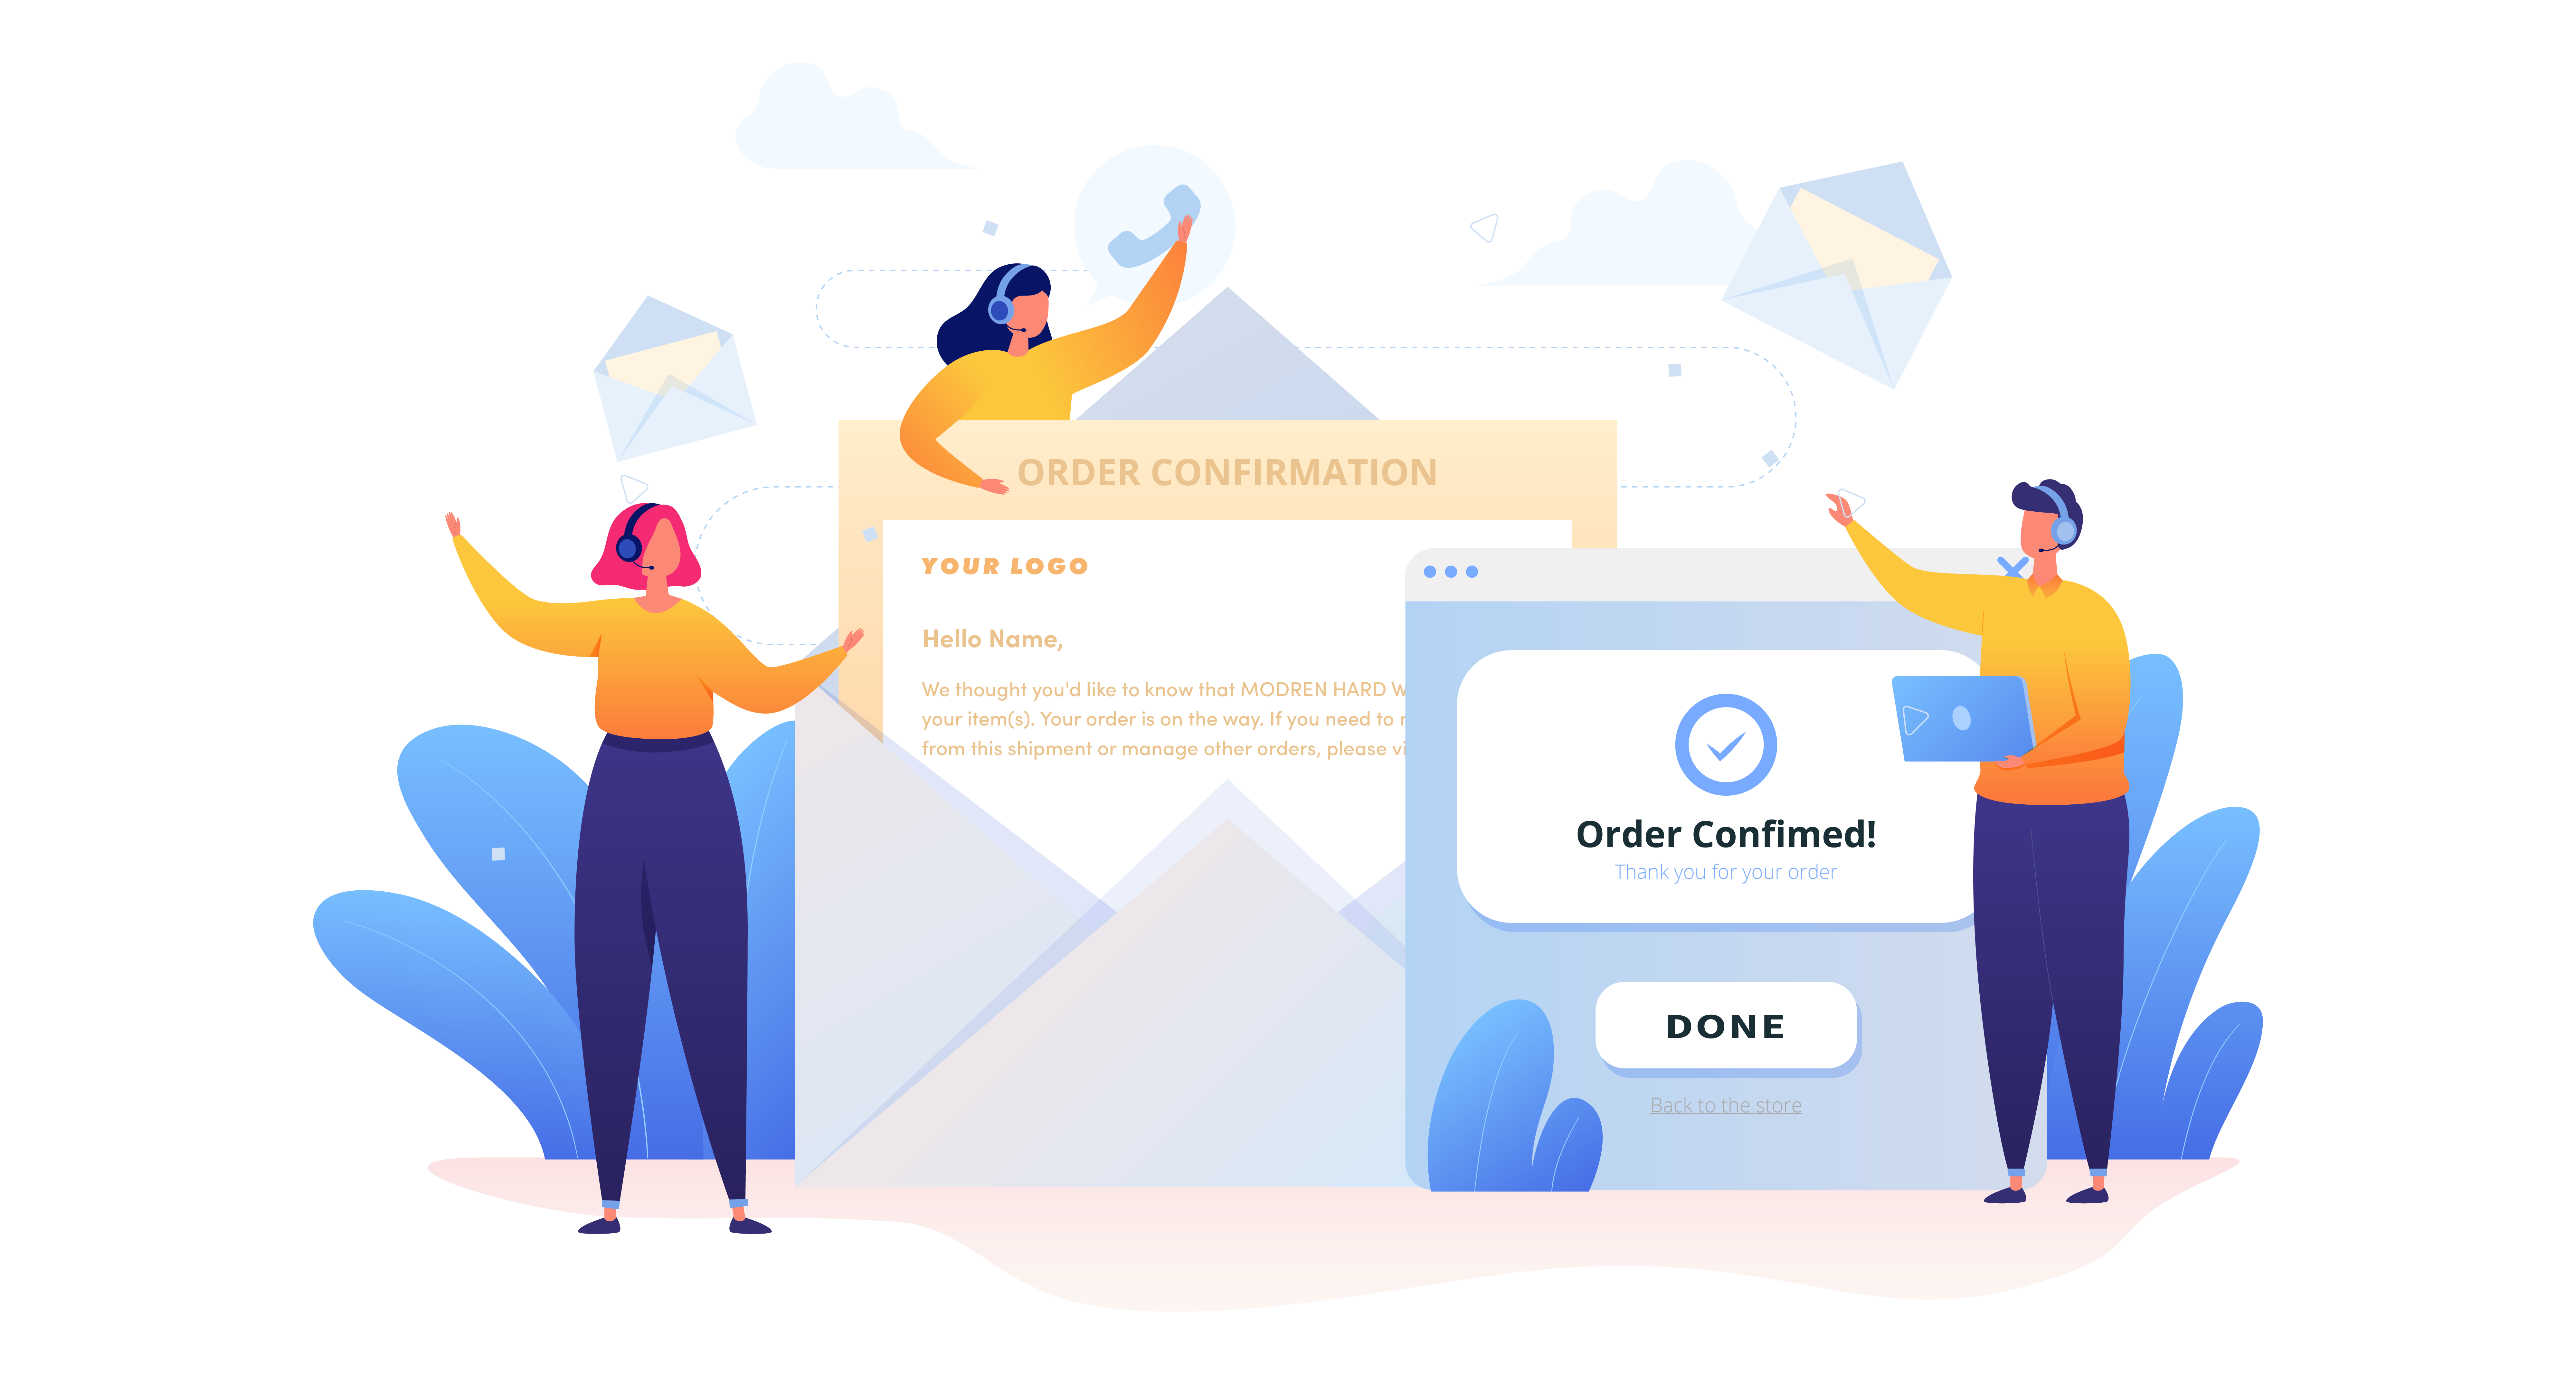 ORDER CONFIRMATION
YOUR LOGO
Hello Name,
We thought you'd like to know that MODREN HARD
your item(s). Your order is on the way. If you need to
from this shipment or manage other orders, please
Order Confimed!
Thank you for your order
DONE
Back to the store